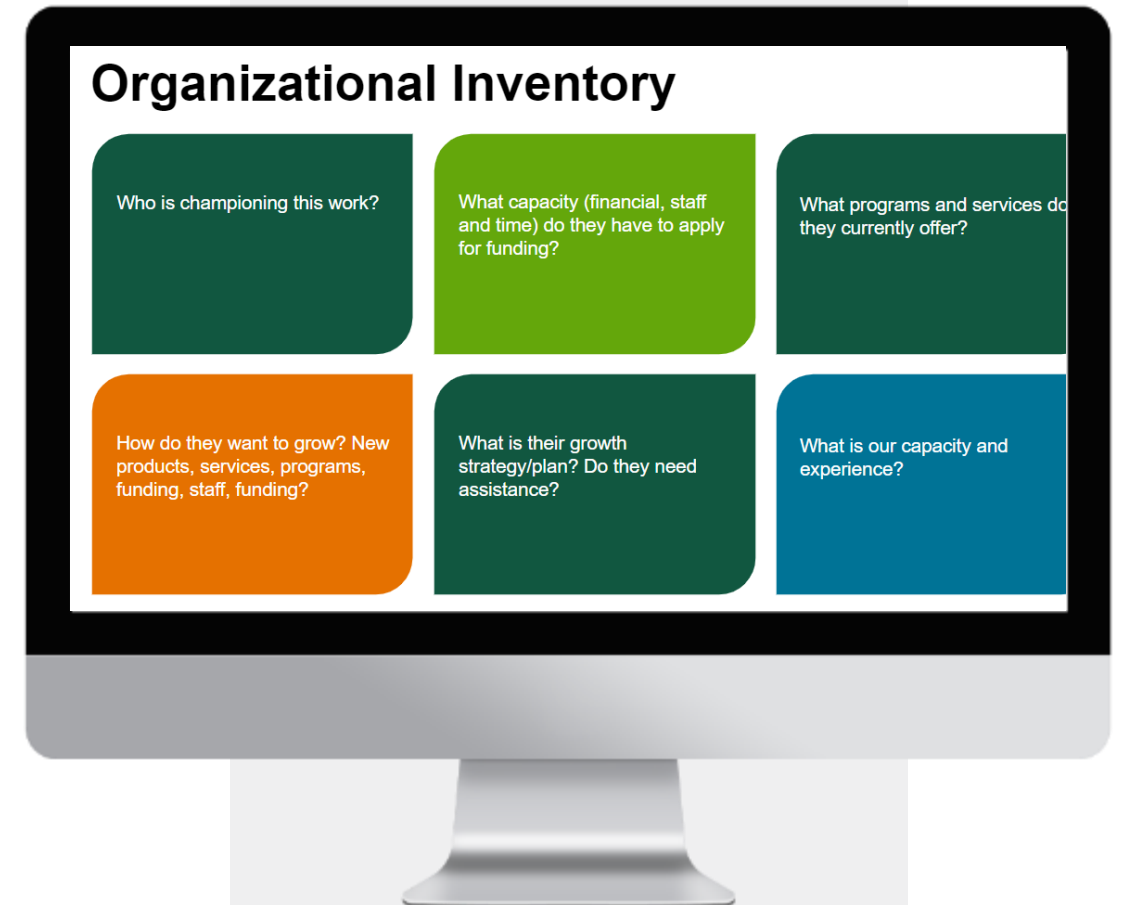 Organizational Inventory
Who is championing this work?
What capacity (financial, staff
and time) do they have to apply
for funding?
What programs and services do
they currently offer?
How do they want to grow? New
products, services, programs,
funding, staff, funding?
What is their growth
strategy/plan? Do they need
assistance?
What is our capacity and
experience?